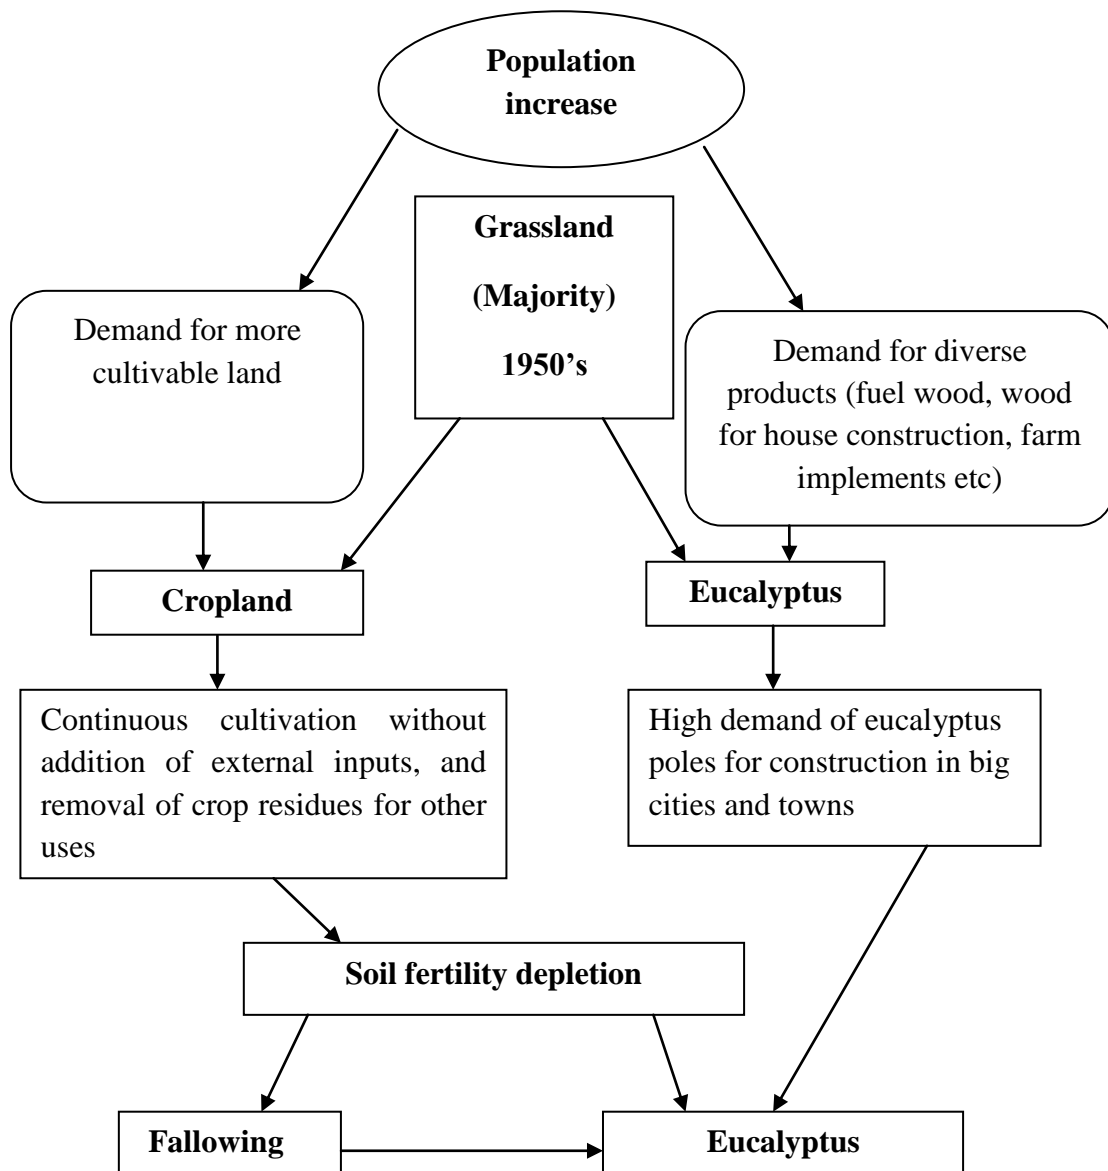 Population
increase
Grassland
(Majority)
1950’s
Demand for more
cultivable land
Demand for diverse
products (fuel wood, wood
for house construction, farm
implements etc)
Cropland
Eucalyptus
Continuous cultivation without
addition of external inputs, and
removal of crop residues for other
uses
High demand of eucalyptus
poles for construction in big
cities and towns
Soil fertility depletion
Fallowing
Eucalyptus